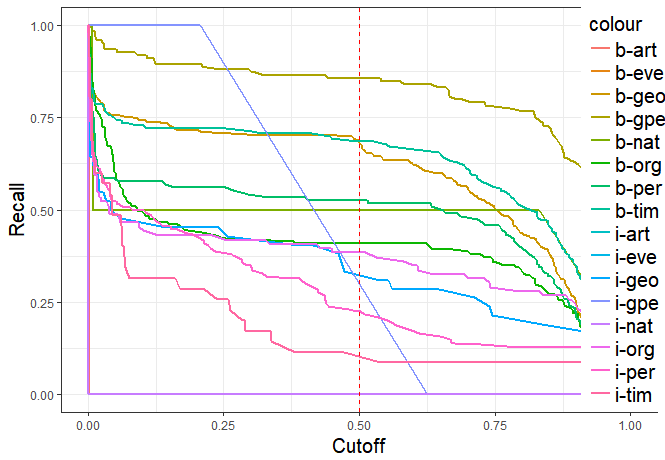 1.00
0.75
0.50
0.25
0.00
Recall
0.00
0.25
0.50
0.75
1.00
Cutoff
colour
b-art
b-eve
b-geo
b-gpe
b-nat
b-org
b-per
b-tim
i-art
i-eve
i-geo
i-gpe
i-nat
i-org
i-per
i-tim